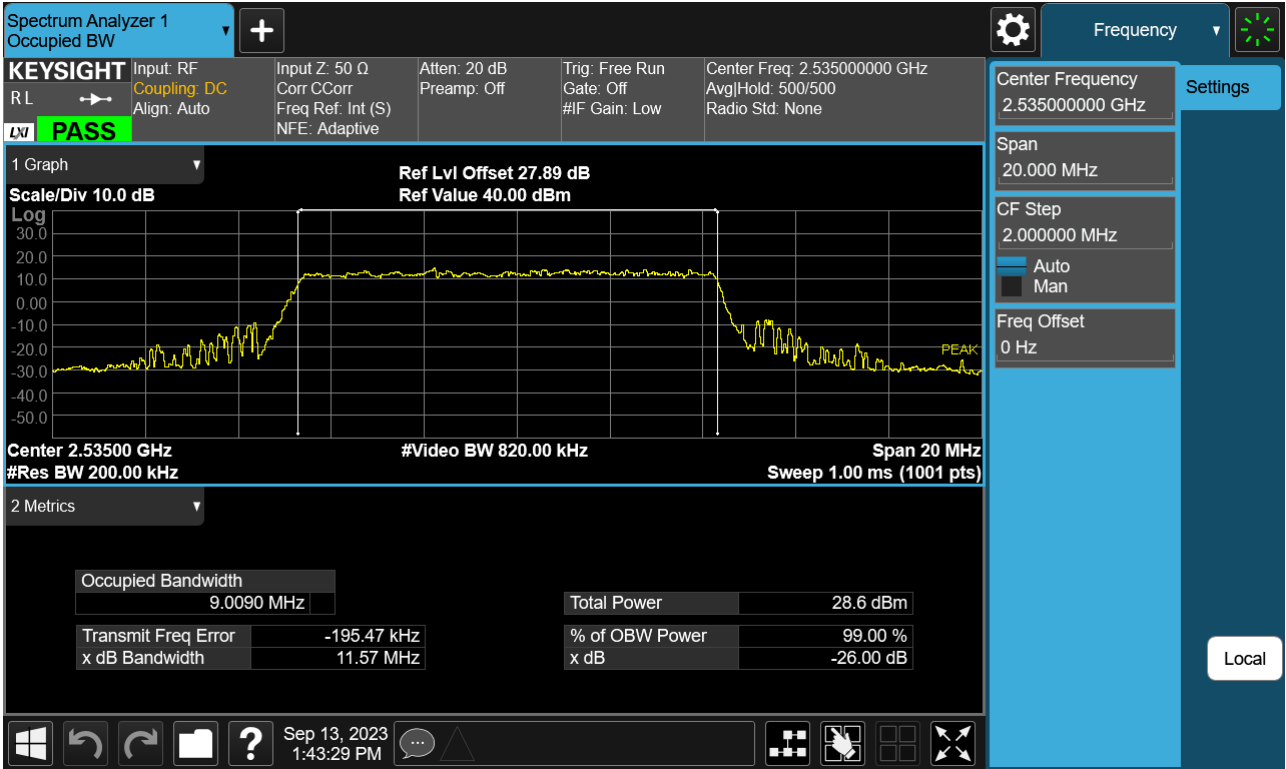 Spectrum Analyzer 1
Occupied BW
Frequency
KEYSIGHT
R L
LXI
PASS
Input: RF
Coupling: DC
Align: Auto
Input Z: 50 Ω
Corr CCorr
Freq Ref: Int (S)
NFE: Adaptive
Atten: 20 dB
Preamp: Off
Trig: Free Run
Gate: Off
#IF Gain: Low
Center Freq: 2.535000000 GHz
Avg|Hold: 500/500
Radio Std: None
Center Frequency
2.535000000 GHz
Settings
Span
20.000 MHz
CF Step
2.000000 MHz
Auto
Man
Freq Offset
0 Hz
Local
1 Graph
Scale/Div 10.0 dB
Ref Lvl Offset 27.89 dB
Ref Value 40.00 dBm
Log
30.0
20.0
10.0
0.00
-10.0
-20.0
-30.0
-40.0
-50.0
PEAK
Center 2.53500 GHz
#Video BW 820.00 kHz
Span 20 MHz
#Res BW 200.00 kHz
Sweep 1.00 ms (1001 pts)
2 Metrics
Occupied Bandwidth
9.0090 MHz
Total Power 28.6 dBm
Transmit Freq Error -195.47 kHz
% of OBW Power 99.00 %
x dB Bandwidth 11.57 MHz
x dB -26.00 dB
?
Sep 13, 2023
1:43:29 PM